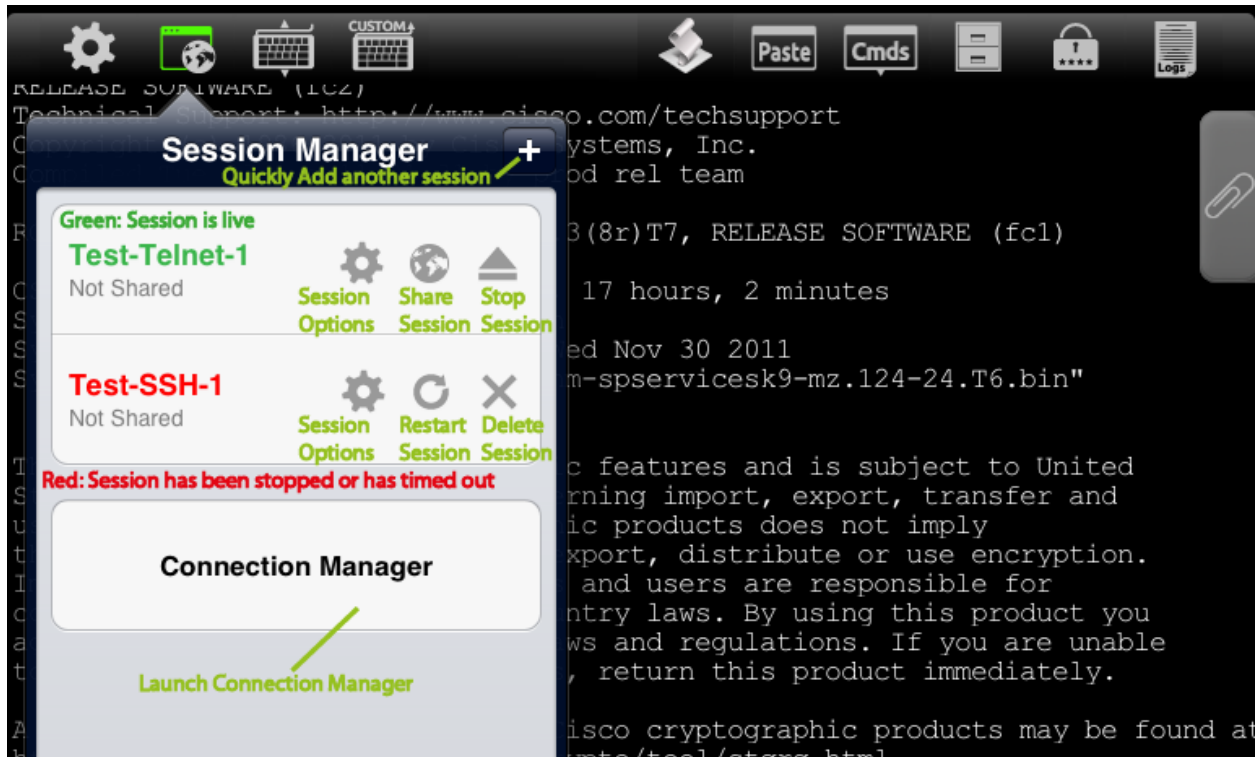 CUSTOM
Paste
Cmds
Logs
RELEASE SOFTWARE (fc2)
Technical Support: http://www.cisco.com/techsupport
ystems, Inc.
od rel team
3(8r)T7, RELEASE SOFTWARE (fc1)
17 hours, 2 minutes
ed Nov 30 2011
m-spservicesk9-mz.124-24.T6.bin"
c features and is subject to United
rning import, export, transfer and
ic products does not imply
xport, distribute or use encryption.
and users are responsible for
ntry laws. By using this product you
ws and regulations. If you are unable
, return this product immediately.
isco cryptographic products may be found at
Session Manager
+
Quickly Add another session
Green: Session is live
Test-Telnet-1
Not Shared
Session Options
Share Session
Stop Session
Test-SSH-1
Not Shared
Session Options
Restart Session
Delete Session
Red: Session has been stopped or has timed out
Connection Manager
Launch Connection Manager